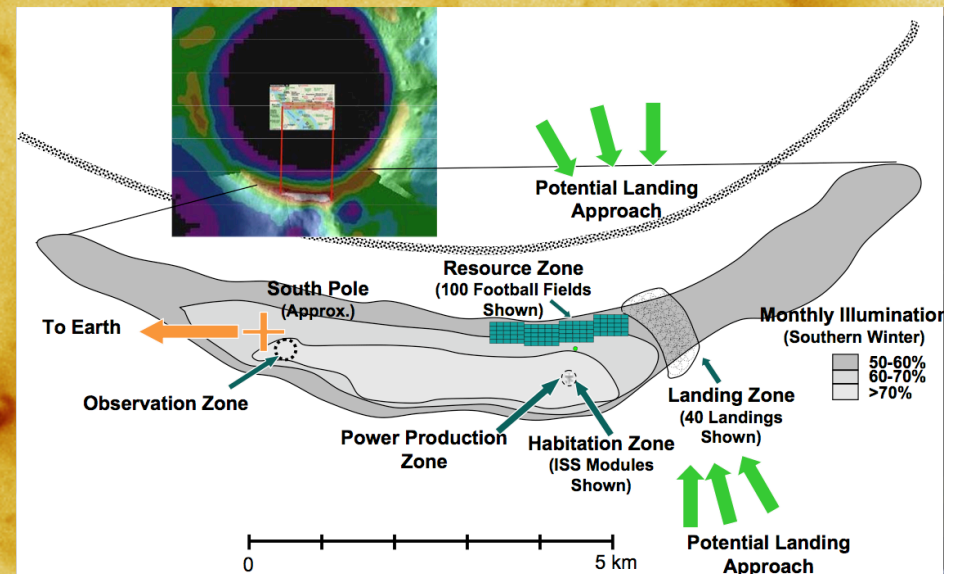 Potential Landing
Approach
Resource Zone
(100 Football Fields
Shown)
South Pole
(Approx.)
To Earth
Monthly Illumination
(Southern Winter)
50-60%
60-70%
>70%
Observation Zone
Landing Zone
(40 Landings
Shown)
Power Production
Zone
Habitation Zone
(ISS Modules
Shown)
Potential Landing
Approach
0
5 km